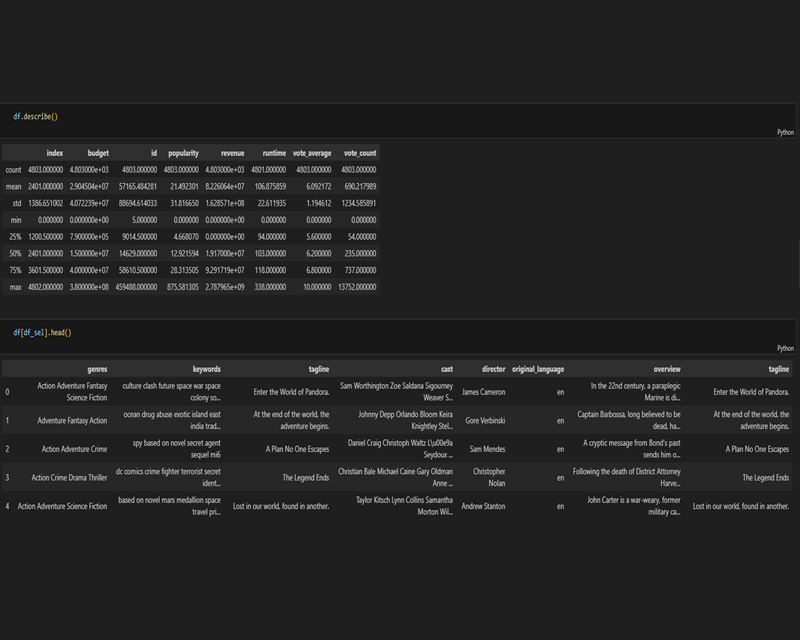 df.describe()
Python
index budget id popularity revenue runtime vote_average vote_count
count 4803.000000 4.803000e+03 4803.000000 4803.000000 4.803000e+03 4801.000000 4803.000000 4803.000000
mean 2401.000000 2.904504e+07 57165.484281 21.492301 8.226064e+07 106.875859 6.092172 690.217989
std 1386.651002 4.072239e+07 88694.614033 31.816650 1.628571e+08 22.611935 1.194612 1234.585891
min 0.000000 0.000000e+00 5.000000 0.000000 0.000000e+00 0.000000 0.000000 0.000000
25% 1200.500000 7.900000e+05 9014.500000 4.668070 0.000000e+00 94.000000 5.600000 54.000000
50% 2401.000000 1.500000e+07 14629.500000 12.921594 1.917000e+07 103.000000 6.200000 235.000000
75% 3601.500000 4.000000e+07 58610.500000 28.313505 9.291719e+07 118.000000 6.800000 737.000000
max 4802.000000 3.800000e+08 459488.000000 875.581305 2.787965e+09 338.000000 10.000000 13752.000000
df[df_sel].head()
Python
genres keywords tagline cast director original_language overview tagline
0 Action Adventure Fantasy Science Fiction culture clash future space war space colony so... Enter the World of Pandora. Sam Worthington Zoe Saldana Sigourney Weaver S... James Cameron en In the 22nd century, a paraplegic Marine is di... Enter the World of Pandora.
1 Adventure Fantasy Action ocean drug abuse exotic island east india trad... At the end of the world, the adventure begins. Johnny Depp Orlando Bloom Keira Knightley Stel... Gore Verbinski en Captain Barbossa, long believed to be dead, ha... At the end of the world, the adventure begins.
2 Action Adventure Crime spy based on novel secret agent sequel mi6 A Plan No One Escapes Daniel Craig Christoph Waltz L\u00e9a Seydoux ... Sam Mendes en A cryptic message from Bond's past sends him o... A Plan No One Escapes
3 Action Crime Drama Thriller dc comics crime fighter terrorist secret ident... The Legend Ends Christian Bale Michael Caine Gary Oldman Anne ... Christopher Nolan en Following the death of District Attorney Harve... The Legend Ends
4 Action Adventure Science Fiction based on novel mars medallion space travel pri... Lost in our world, found in another. Taylor Kitsch Lynn Collins Samantha Morton Wil... Andrew Stanton en John Carter is a war-weary, former military ca... Lost in our world, found in another.